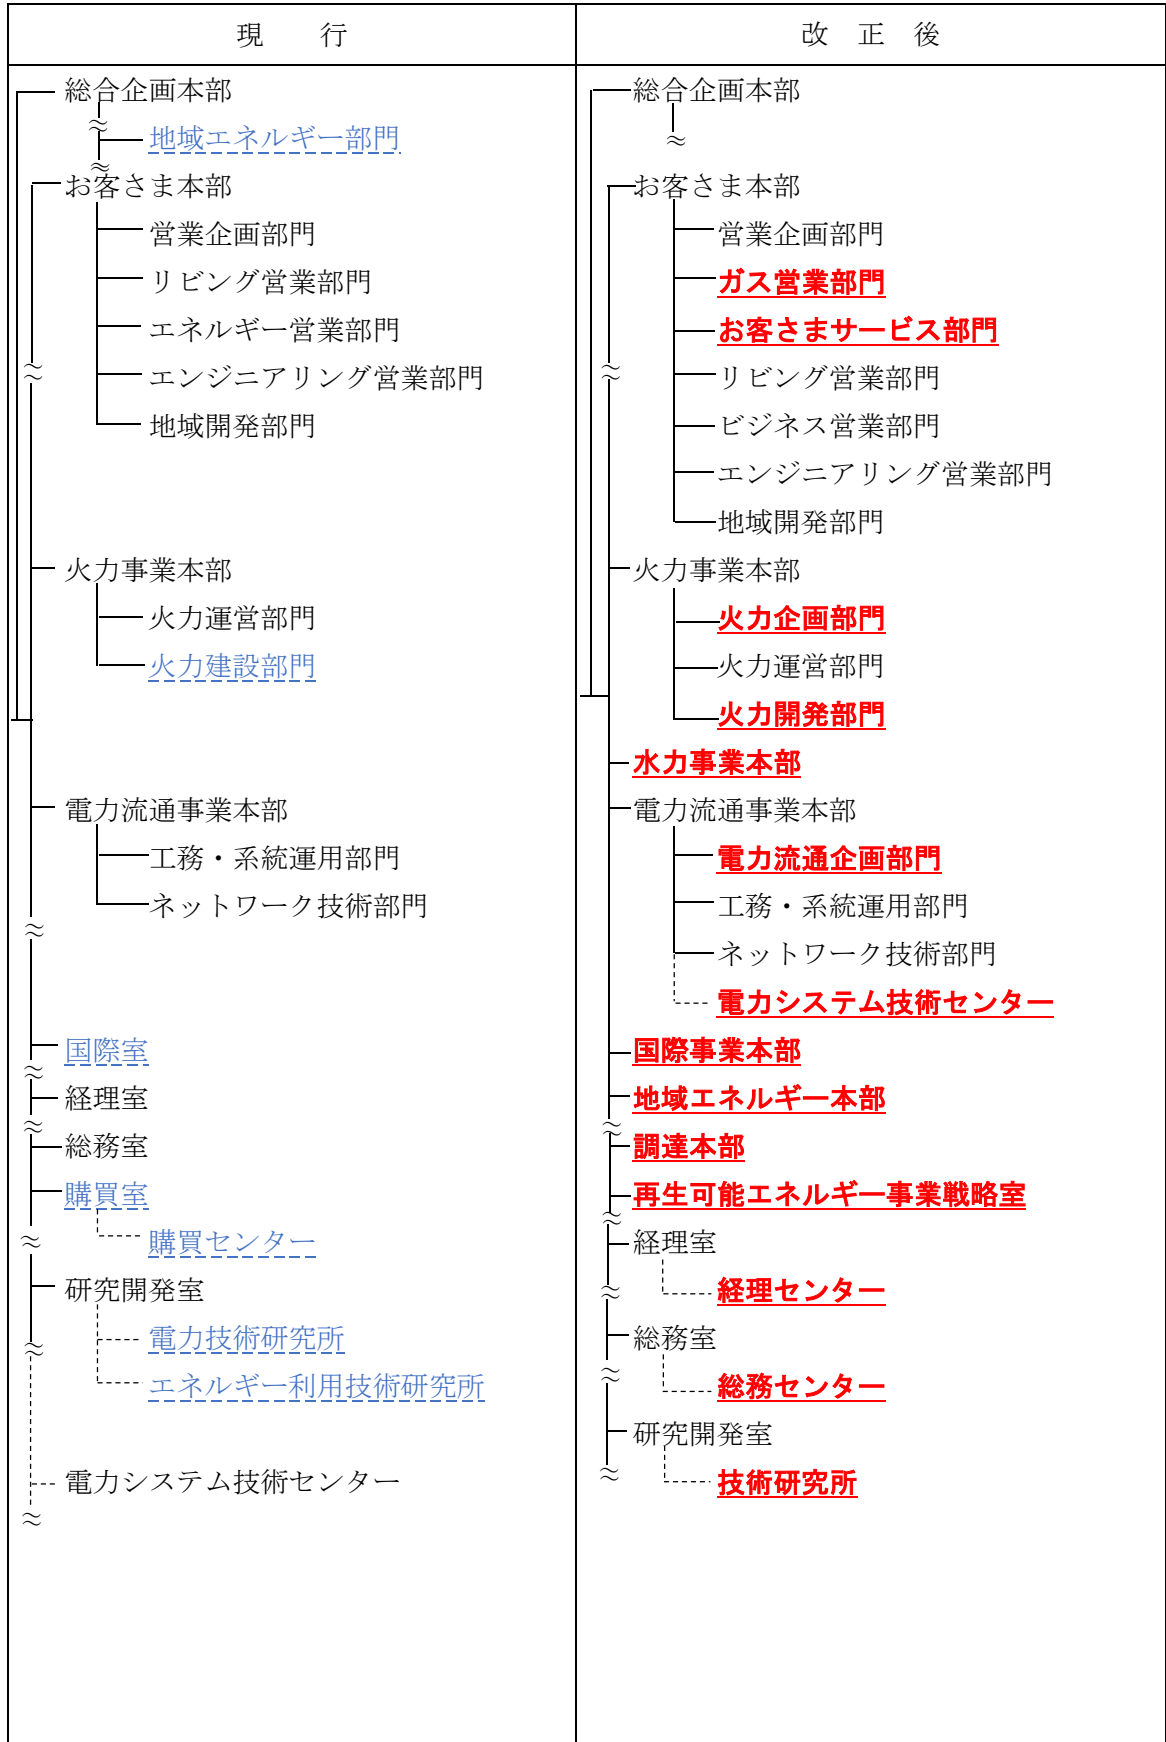 現　　行
総合企画本部
地域エネルギー部門
お客さま本部
営業企画部門
リビング営業部門
エネルギー営業部門
エンジニアリング営業部門
地域開発部門
火力事業本部
火力運営部門
火力建設部門
電力流通事業本部
工務・系統運用部門
ネットワーク技術部門
国際室
経理室
総務室
購買室
購買センター
研究開発室
電力技術研究所
エネルギー利用技術研究所
電力システム技術センター
改　正　後
総合企画本部
お客さま本部
営業企画部門
ガス営業部門
お客さまサービス部門
リビング営業部門
ビジネス営業部門
エンジニアリング営業部門
地域開発部門
火力事業本部
火力企画部門
火力運営部門
火力開発部門
水力事業本部
電力流通事業本部
電力流通企画部門
工務・系統運用部門
ネットワーク技術部門
電力システム技術センター
国際事業本部
地域エネルギー本部
調達本部
再生可能エネルギー事業戦略室
経理室
経理センター
総務室
総務センター
研究開発室
技術研究所